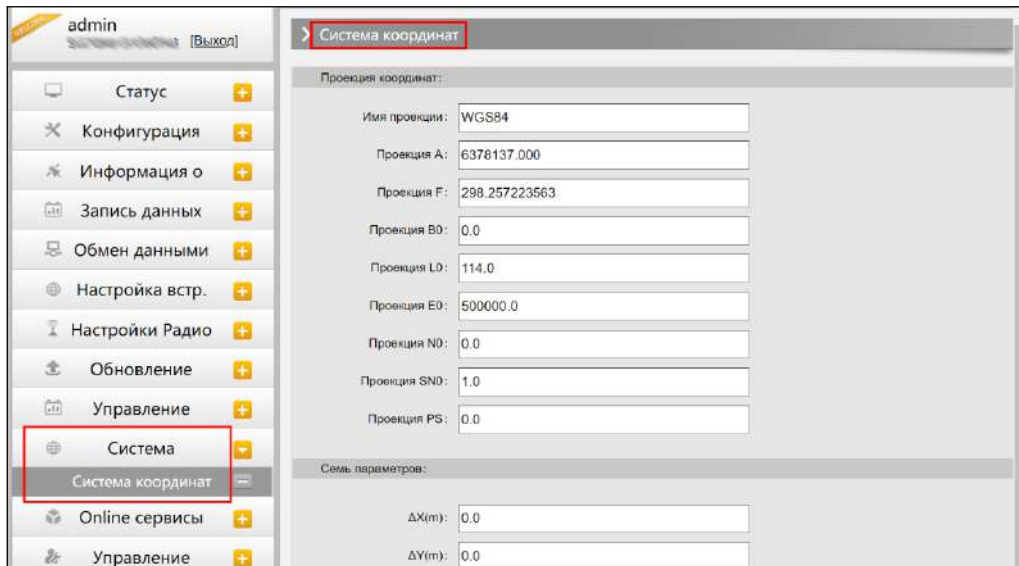 admin
[Выход]
Статус
Конфигурация
Информация о
Запись данных
Обмен данными
Настройка встр.
Настройки Радио
Обновление
Управление
Система
Система координат
Online сервисы
Управление
Система координат
Проекция координат:
Имя проекции: WGS84
Проекция A: 6378137.000
Проекция F: 298.257223563
Проекция B0: 0.0
Проекция L0: 114.0
Проекция E0: 500000.0
Проекция N0: 0.0
Проекция SN0: 1.0
Проекция PS: 0.0
Семь параметров:
ΔX(m): 0.0
ΔY(m): 0.0